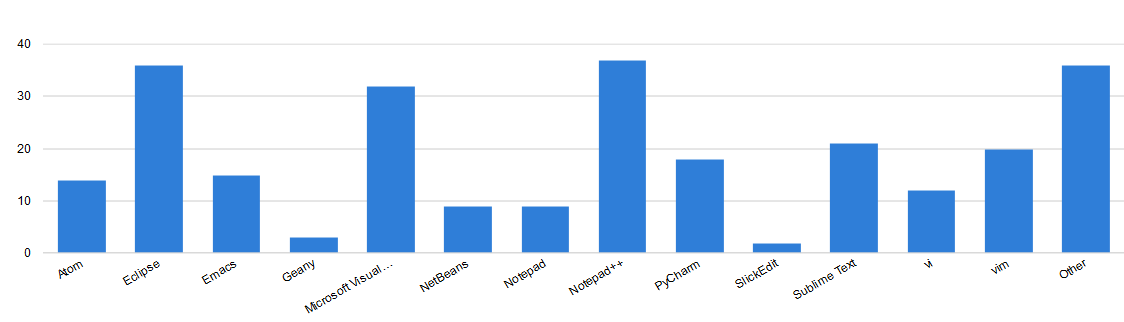 40
30
20
10
0
Atom
Eclipse
Emacs
Geany
Microsoft Visual...
NetBeans
Notepad
Notepad++
PyCharm
SlickEdit
Sublime Text
vi
vim
Other